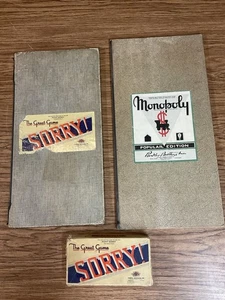 The Great Game
SORRY!
Monopoly
POPULAR EDITION
Parker Brothers Inc
The Great Game
SORRY!